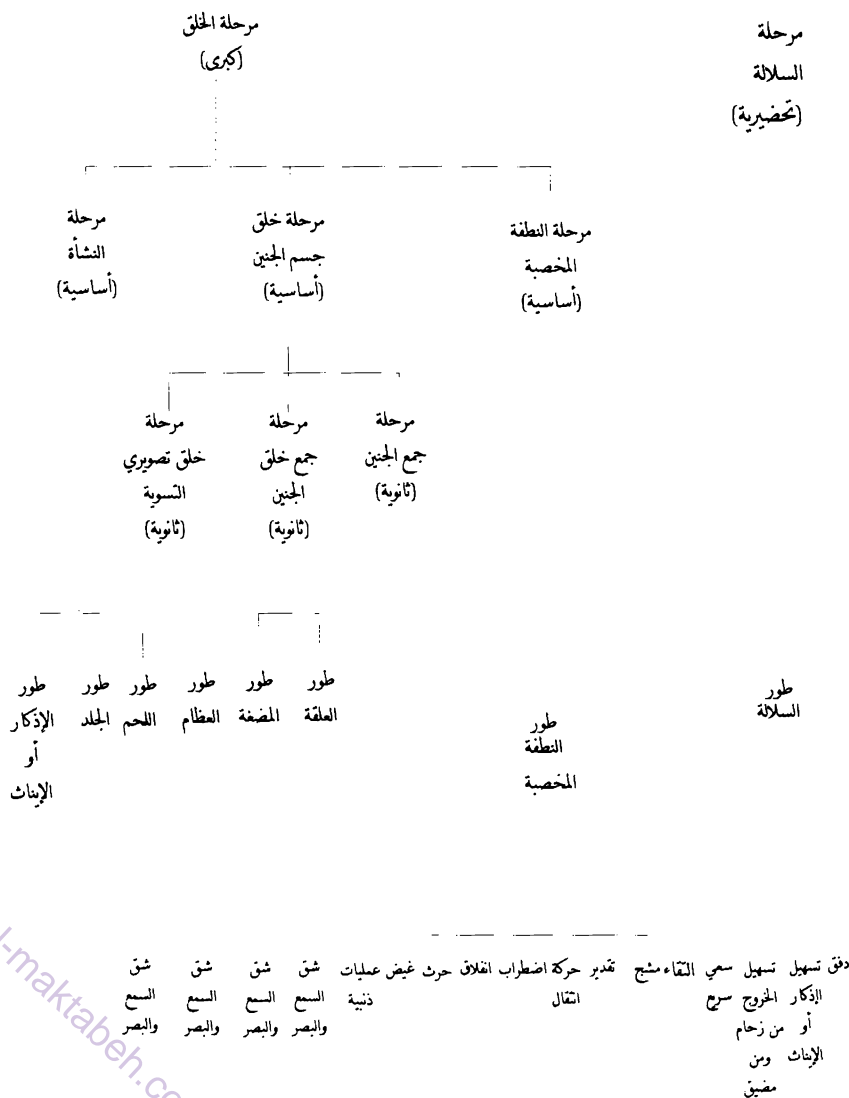 مرحلة
السلالة
(تحضيرية)
مرحلة الخلق
(كبرى)
مرحلة النطفة
المخصبة
(أساسية)
مرحلة خلق
جسم الجنين
(أساسية)
مرحلة
النشأة
(أساسية)
مرحلة
جمع الجنين
(ثانوية)
مرحلة
جمع خلق
الجنين
(ثانوية)
مرحلة
خلق تصويري
التسوية
(ثانوية)
طور
السلالة
طور
النطفة
المخصبة
طور
العلقة
طور
المضغة
طور
العظام
طور
اللحم
طور
الجلد
طور
الإذكار
أو
الإيناث
دفق
تسهيل
الإذكار
أو
الإيناث
تسهيل
الخروج
من زحام
ومن
مضيق
سعي
سريع
التقاء
مشج
تقدير
حركة
انتقال
اضطراب
انفلاق
حرث
غيض
عمليات
ذنبية
شق
السمع
والبصر
شق
السمع
والبصر
شق
السمع
والبصر
شق
السمع
والبصر
l-maktabeh.co